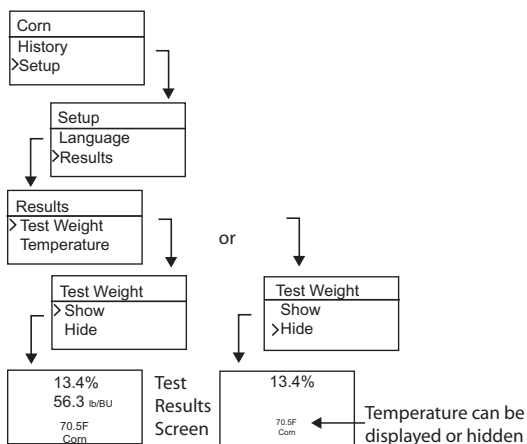 Corn
History
>Setup
Setup
Language
>Results
Results
> Test Weight
Temperature
or
Test Weight
>Show
Hide
Test Weight
Show
>Hide
13.4%
56.3 lb/BU
70.5F
Corn
Test
Results
Screen
13.4%
70.5F
Corn
Temperature can be
displayed or hidden